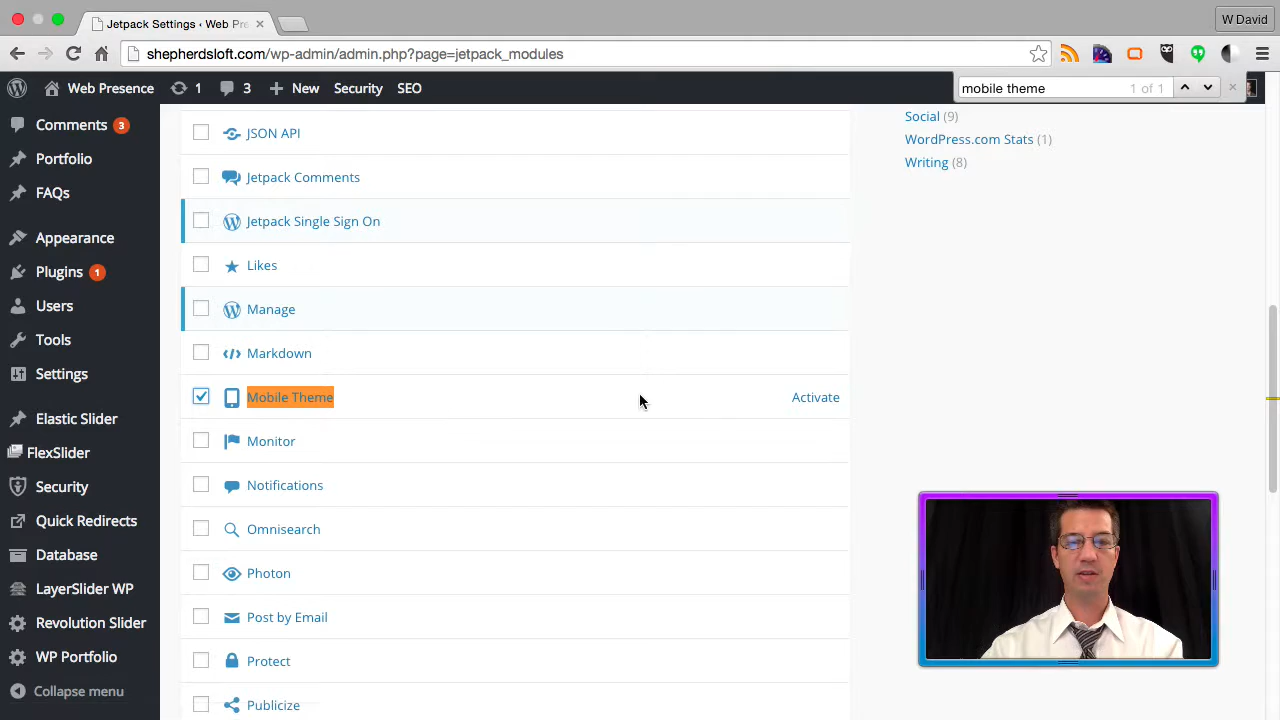 Jetpack Settings ‹ Web Pre
W David
shepherdsloft.com/wp-admin/admin.php?page=jetpack_modules
Web Presence
1
3
New
Security
SEO
mobile theme
1 of 1
Comments 3
Portfolio
FAQs
Appearance
Plugins 1
Users
Tools
Settings
Elastic Slider
FlexSlider
Security
Quick Redirects
Database
LayerSlider WP
Revolution Slider
WP Portfolio
Collapse menu
JSON API
Jetpack Comments
Jetpack Single Sign On
Likes
Manage
Markdown
Mobile Theme
Activate
Monitor
Notifications
Omnisearch
Photon
Post by Email
Protect
Publicize
Social (9)
WordPress.com Stats (1)
Writing (8)